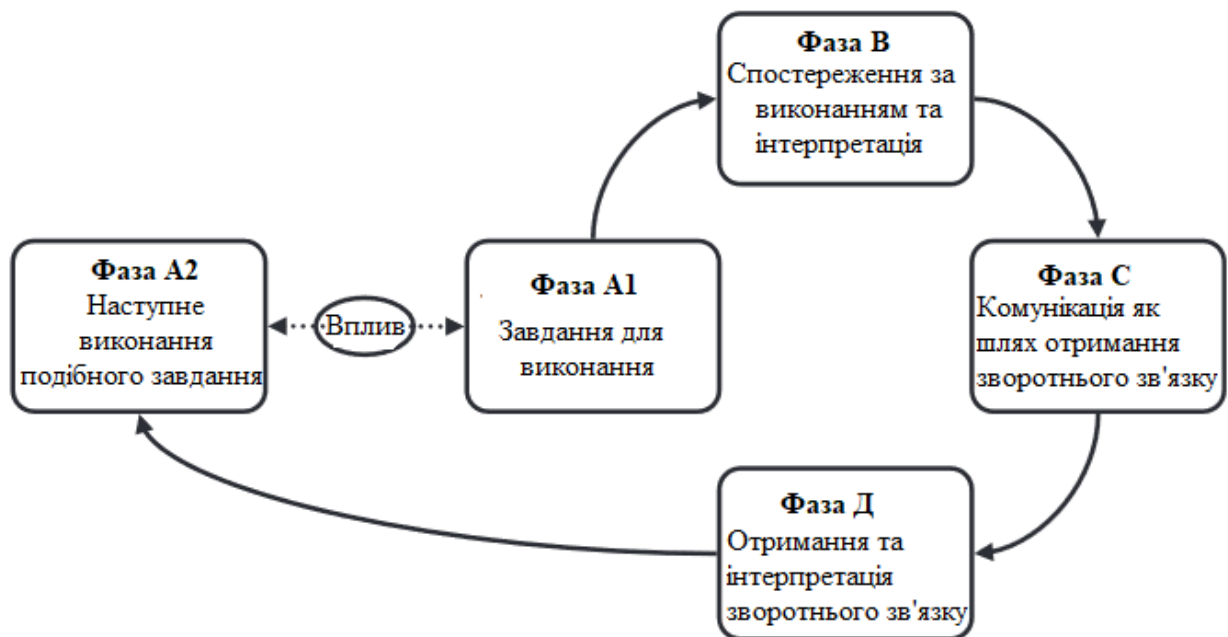 Фаза В
Спостереження за
виконанням та
інтерпретація
Фаза А2
Наступне
виконання
подібного завдання
Вплив
Фаза А1
Завдання для
виконання
Фаза С
Комунікація як
шлях отримання
зворотнього зв'язку
Фаза Д
Отримання та
інтерпретація
зворотнього зв'язку